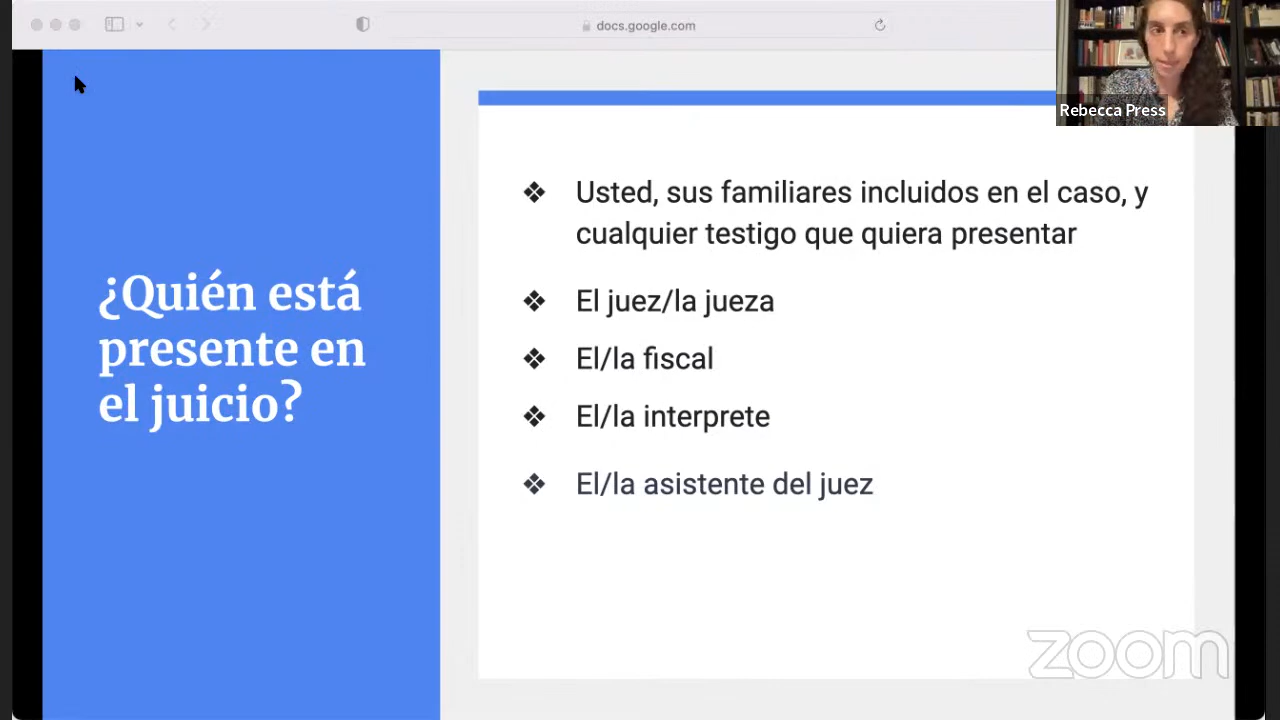 docs.google.com
Rebecca Press
¿Quién está
presente en
el juicio?
❖ Usted, sus familiares incluidos en el caso, y
cualquier testigo que quiera presentar
❖ El juez/la jueza
❖ El/la fiscal
❖ El/la interprete
❖ El/la asistente del juez
zoom